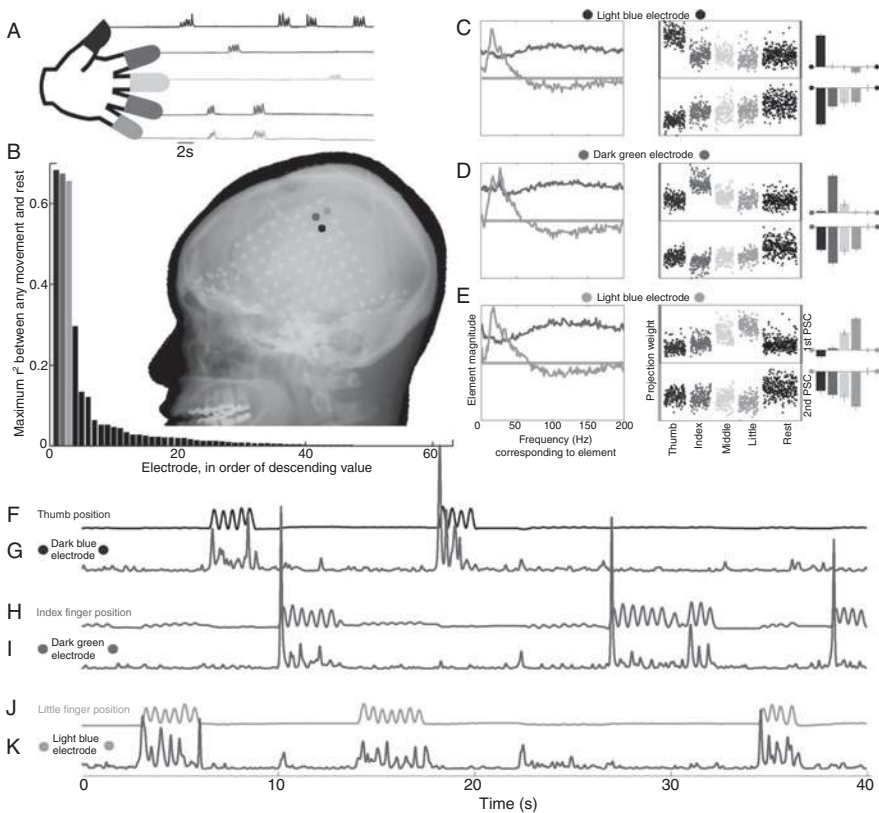 A
2s
B
Maximum r² between any movement and rest
0.6
0.4
0.2
0
0 20 40 60
Electrode, in order of descending value
C
Light blue electrode
D
Dark green electrode
E
Light blue electrode
Element magnitude
0 50 100 150 200
Frequency (Hz)
corresponding to element
Projection weight
Thumb
Index
Middle
Little
Rest
1st PSC
2nd PSC
F Thumb position
G Dark blue
electrode
H Index finger position
I Dark green
electrode
J Little finger position
K Light blue
electrode
0 10 20 30 40
Time (s)